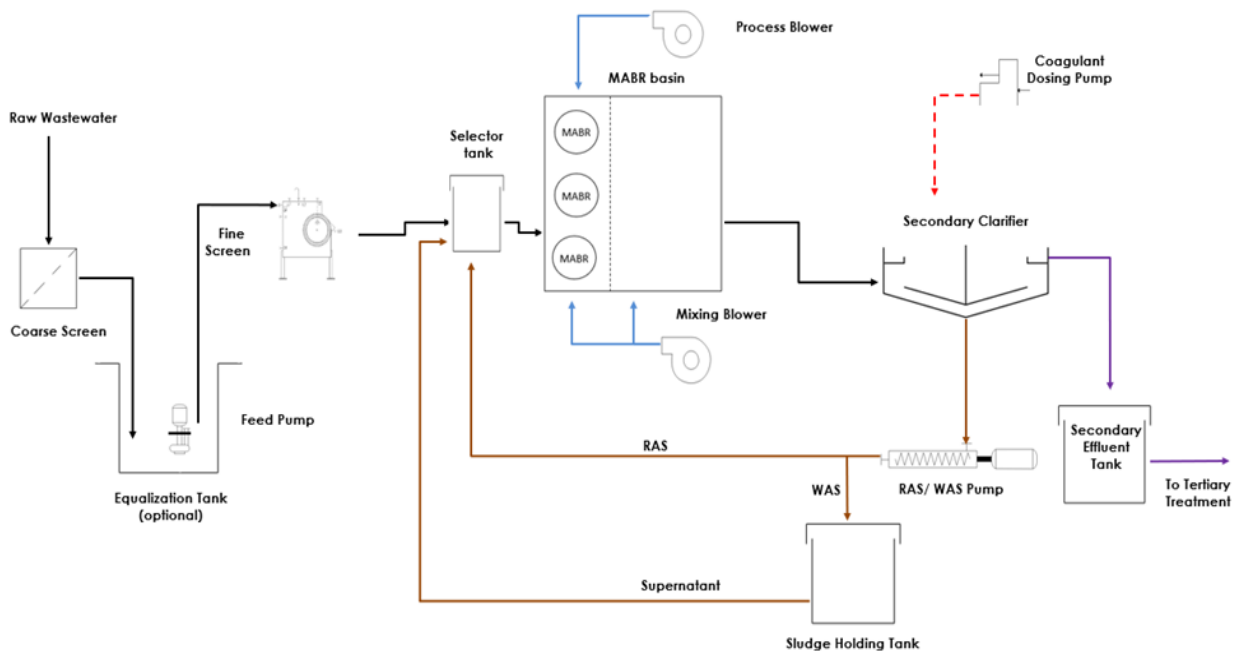 Process Blower
MABR basin
Coagulant
Dosing Pump
Raw Wastewater
Selector
tank
MABR
MABR
MABR
Fine
Screen
Secondary Clarifier
Coarse Screen
Mixing Blower
Feed Pump
RAS
Secondary
Effluent
Tank
Equalization Tank
(optional)
WAS
RAS/ WAS Pump
To Tertiary
Treatment
Supernatant
Sludge Holding Tank